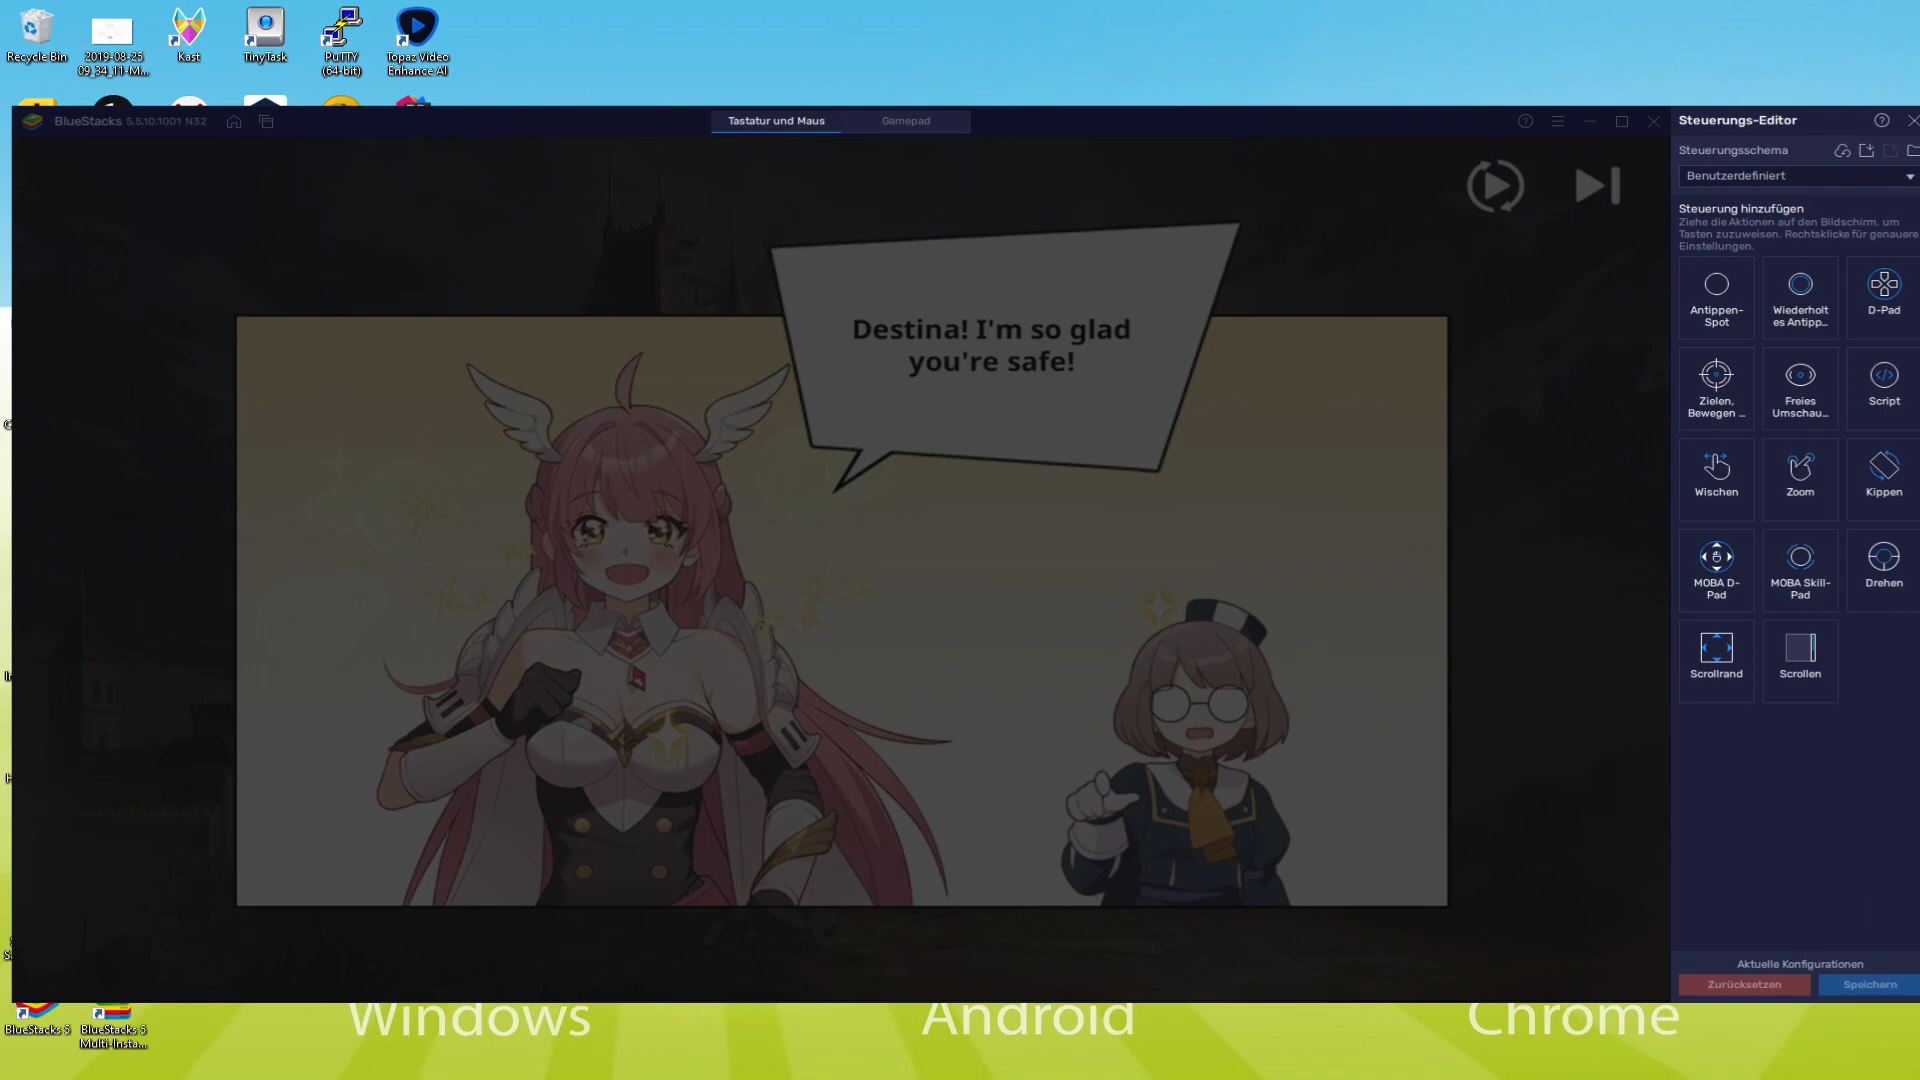 Recycle Bin
2019-08-25
09_34_11-M...
Kast
TinyTask
PuTTY
(64-bit)
Topaz Video
Enhance AI
BlueStacks 5.5.10.1001 N32
Tastatur und Maus
Gamepad
Steuerungs-Editor
Steuerungsschema
Benutzerdefiniert
Steuerung hinzufügen
Ziehe die Aktionen auf den Bildschirm, um
Tasten zuzuweisen. Rechtsklicke für genauere
Einstellungen.
Antippen-
Spot
Wiederholt
es Antipp...
D-Pad
Zielen,
Bewegen ...
Freies
Umschau...
Script
Wischen
Zoom
Kippen
MOBA D-
Pad
MOBA Skill-
Pad
Drehen
Scrollrand
Scrollen
Destina! I'm so glad
you're safe!
Aktuelle Konfigurationen
Zurücksetzen
Speichern
BlueStacks 5
BlueStacks 5
Multi-Insta...
Windows
Android
Chrome